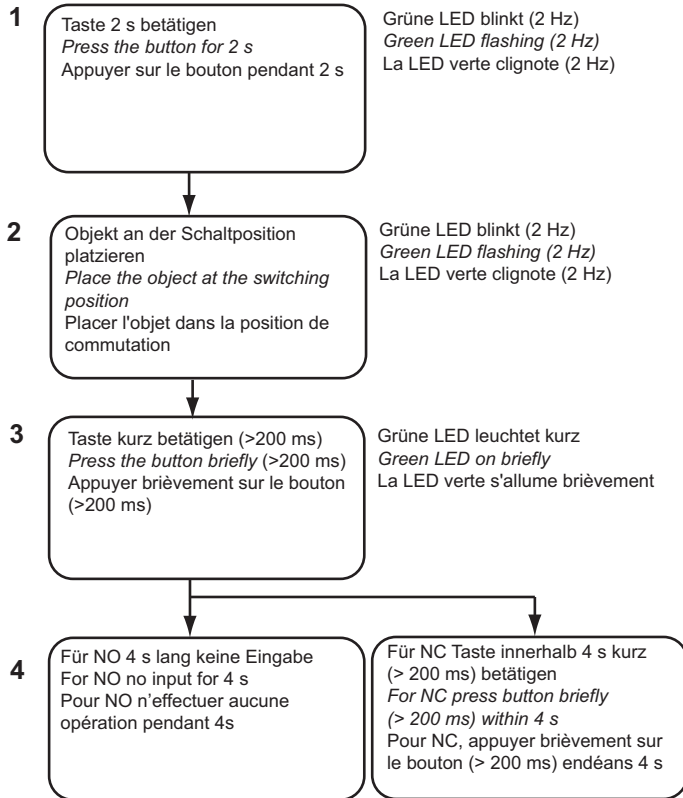 1
Taste 2 s betätigen
Press the button for 2 s
Appuyer sur le bouton pendant 2 s
Grüne LED blinkt (2 Hz)
Green LED flashing (2 Hz)
La LED verte clignote (2 Hz)
2
Objekt an der Schaltposition
platzieren
Place the object at the switching
position
Placer l'objet dans la position de
commutation
Grüne LED blinkt (2 Hz)
Green LED flashing (2 Hz)
La LED verte clignote (2 Hz)
3
Taste kurz betätigen (>200 ms)
Press the button briefly (>200 ms)
Appuyer brièvement sur le bouton
(>200 ms)
Grüne LED leuchtet kurz
Green LED on briefly
La LED verte s'allume brièvement
4
Für NO 4 s lang keine Eingabe
For NO no input for 4 s
Pour NO n’effectuer aucune
opération pendant 4s
Für NC Taste innerhalb 4 s kurz
(> 200 ms) betätigen
For NC press button briefly
(> 200 ms) within 4 s
Pour NC, appuyer brièvement sur
le bouton (> 200 ms) endéans 4 s